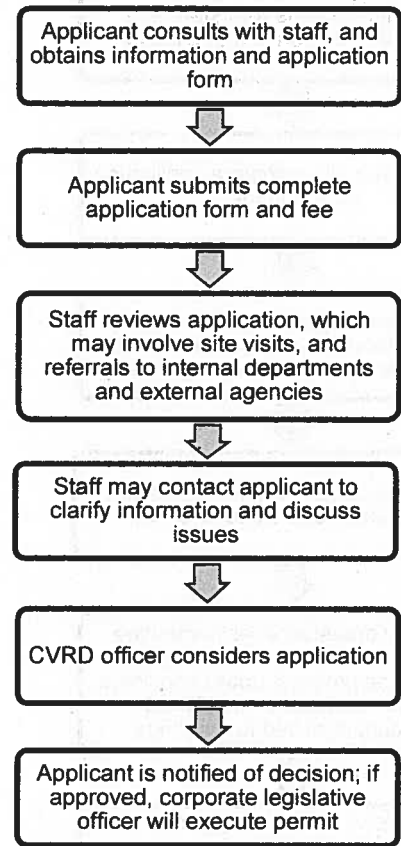 Applicant consults with staff, and
obtains information and application
form
Applicant submits complete
application form and fee
Staff reviews application, which
may involve site visits, and
referrals to internal departments
and external agencies
Staff may contact applicant to
clarify information and discuss
issues
CVRD officer considers application
Applicant is notified of decision; if
approved, corporate legislative
officer will execute permit